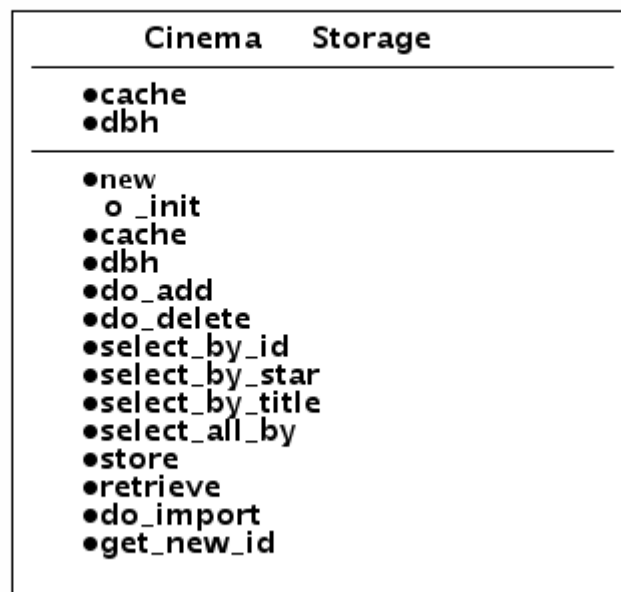 Cinema Storage
●cache
●dbh
●new
o _init
●cache
●dbh
●do_add
●do_delete
●select_by_id
●select_by_star
●select_by_title
●select_all_by
●store
●retrieve
●do_import
●get_new_id